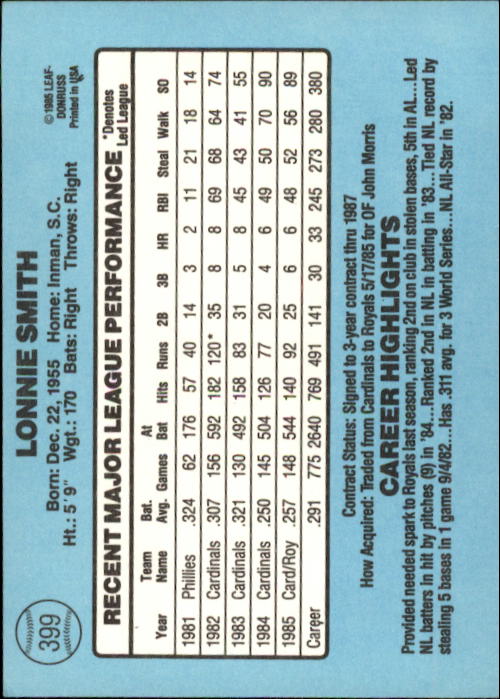 399
LONNIE SMITH
© 1985 LEAF-
DONRUSS
Printed in USA
Born: Dec. 22, 1955 Home: Inman, S.C.
Ht.: 5'9" Wgt.: 170 Bats: Right Throws: Right
RECENT MAJOR LEAGUE PERFORMANCE *Denotes
Led League
Year Team Name Bat. Avg. Games At Bat Hits Runs 2B 3B HR RBI Steal Walk SO
1981 Phillies .324 62 176 57 40 14 3 2 11 21 18 14
1982 Cardinals .307 156 592 182 120* 35 8 8 69 68 64 74
1983 Cardinals .321 130 492 158 83 31 5 8 45 43 41 55
1984 Cardinals .250 145 504 126 77 20 4 6 49 50 70 90
1985 Card/Roy .257 148 544 140 92 25 6 6 48 52 56 89
Career .291 775 2640 769 491 141 30 33 245 273 280 380
Contract Status: Signed to 3-year contract thru 1987
How Acquired: Traded from Cardinals to Royals 5/17/85 for OF John Morris
CAREER HIGHLIGHTS
Provided needed spark to Royals last season, ranking 2nd on club in stolen bases, 5th in AL...Led
NL batters in hit by pitches (9) in '84...Ranked 2nd in NL in batting in '83...Tied NL record by
stealing 5 bases in 1 game 9/4/82...Has .311 avg. for 3 World Series...NL All-Star in '82.